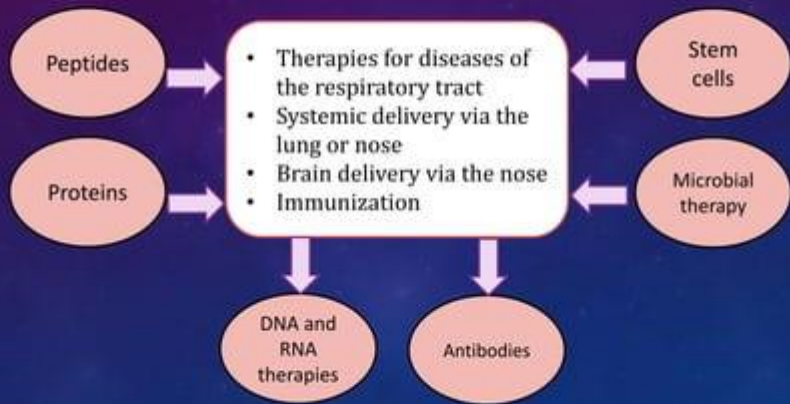 Peptides
Proteins
• Therapies for diseases of
the respiratory tract
• Systemic delivery via the
lung or nose
• Brain delivery via the nose
• Immunization
Stem
cells
Microbial
therapy
DNA and
RNA
therapies
Antibodies